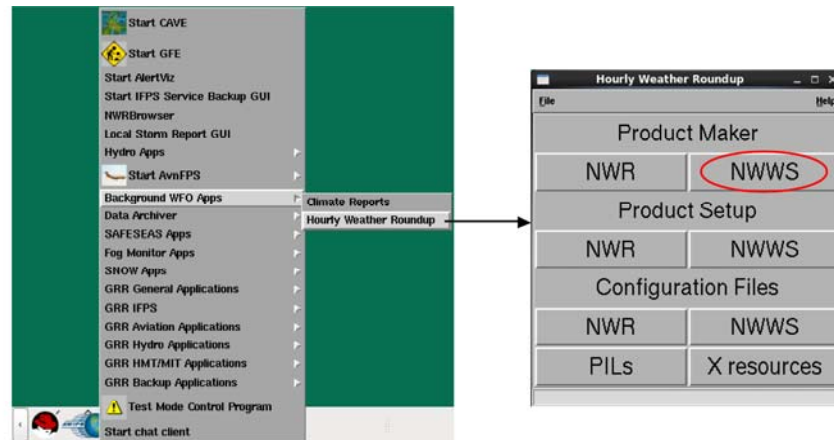 Start CAVE
Start GFE
Start AlertViz
Start IFPS Service Backup GUI
NWRBrowser
Local Storm Report GUI
Hydro Apps
Start AvnFPS
Background WFO Apps
Data Archiver
SAFESEAS Apps
Fog Monitor Apps
SNOW Apps
GRR General Applications
GRR IFPS
GRR Aviation Applications
GRR Hydro Applications
GRR HMT/MIT Applications
GRR Backup Applications
Test Mode Control Program
Start chat client
Climate Reports
Hourly Weather Roundup
Hourly Weather Roundup
File Help
Product Maker
NWR NWWS
Product Setup
NWR NWWS
Configuration Files
NWR NWWS
PILs X resources